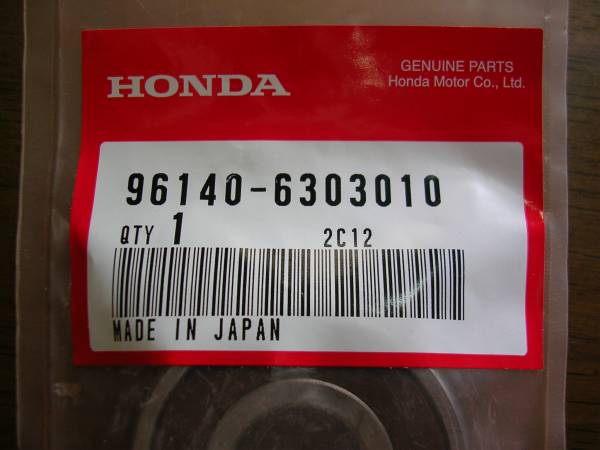 HONDA
GENUINE PARTS
Honda Motor Co., Ltd.
96140-6303010
QTY 1 2C12
MADE IN JAPAN